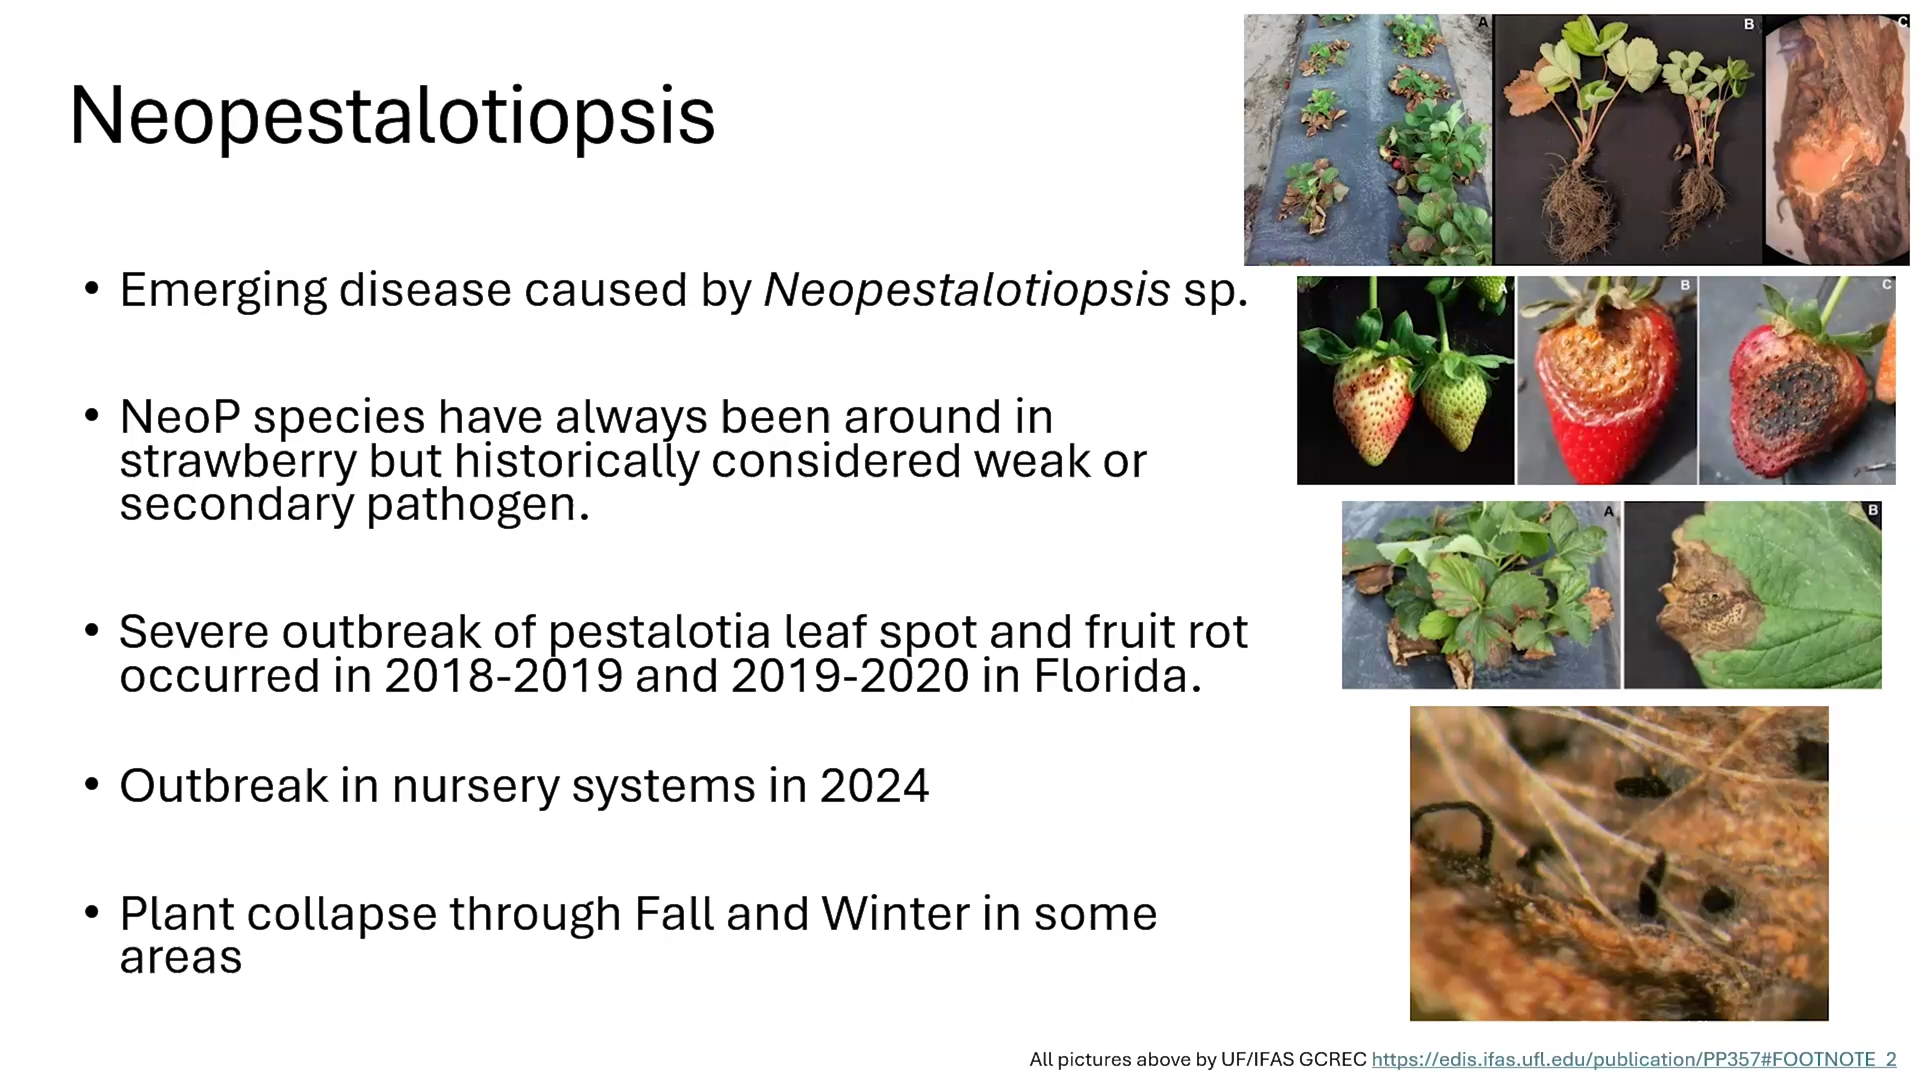 Neopestalotiopsis
A B C
• Emerging disease caused by Neopestalotiopsis sp.
A B C
• NeoP species have always been around in
strawberry but historically considered weak or
secondary pathogen.
A B
• Severe outbreak of pestalotia leaf spot and fruit rot
occurred in 2018-2019 and 2019-2020 in Florida.
• Outbreak in nursery systems in 2024
• Plant collapse through Fall and Winter in some
areas
All pictures above by UF/IFAS GCREC https://edis.ifas.ufl.edu/publication/PP357#FOOTNOTE_2